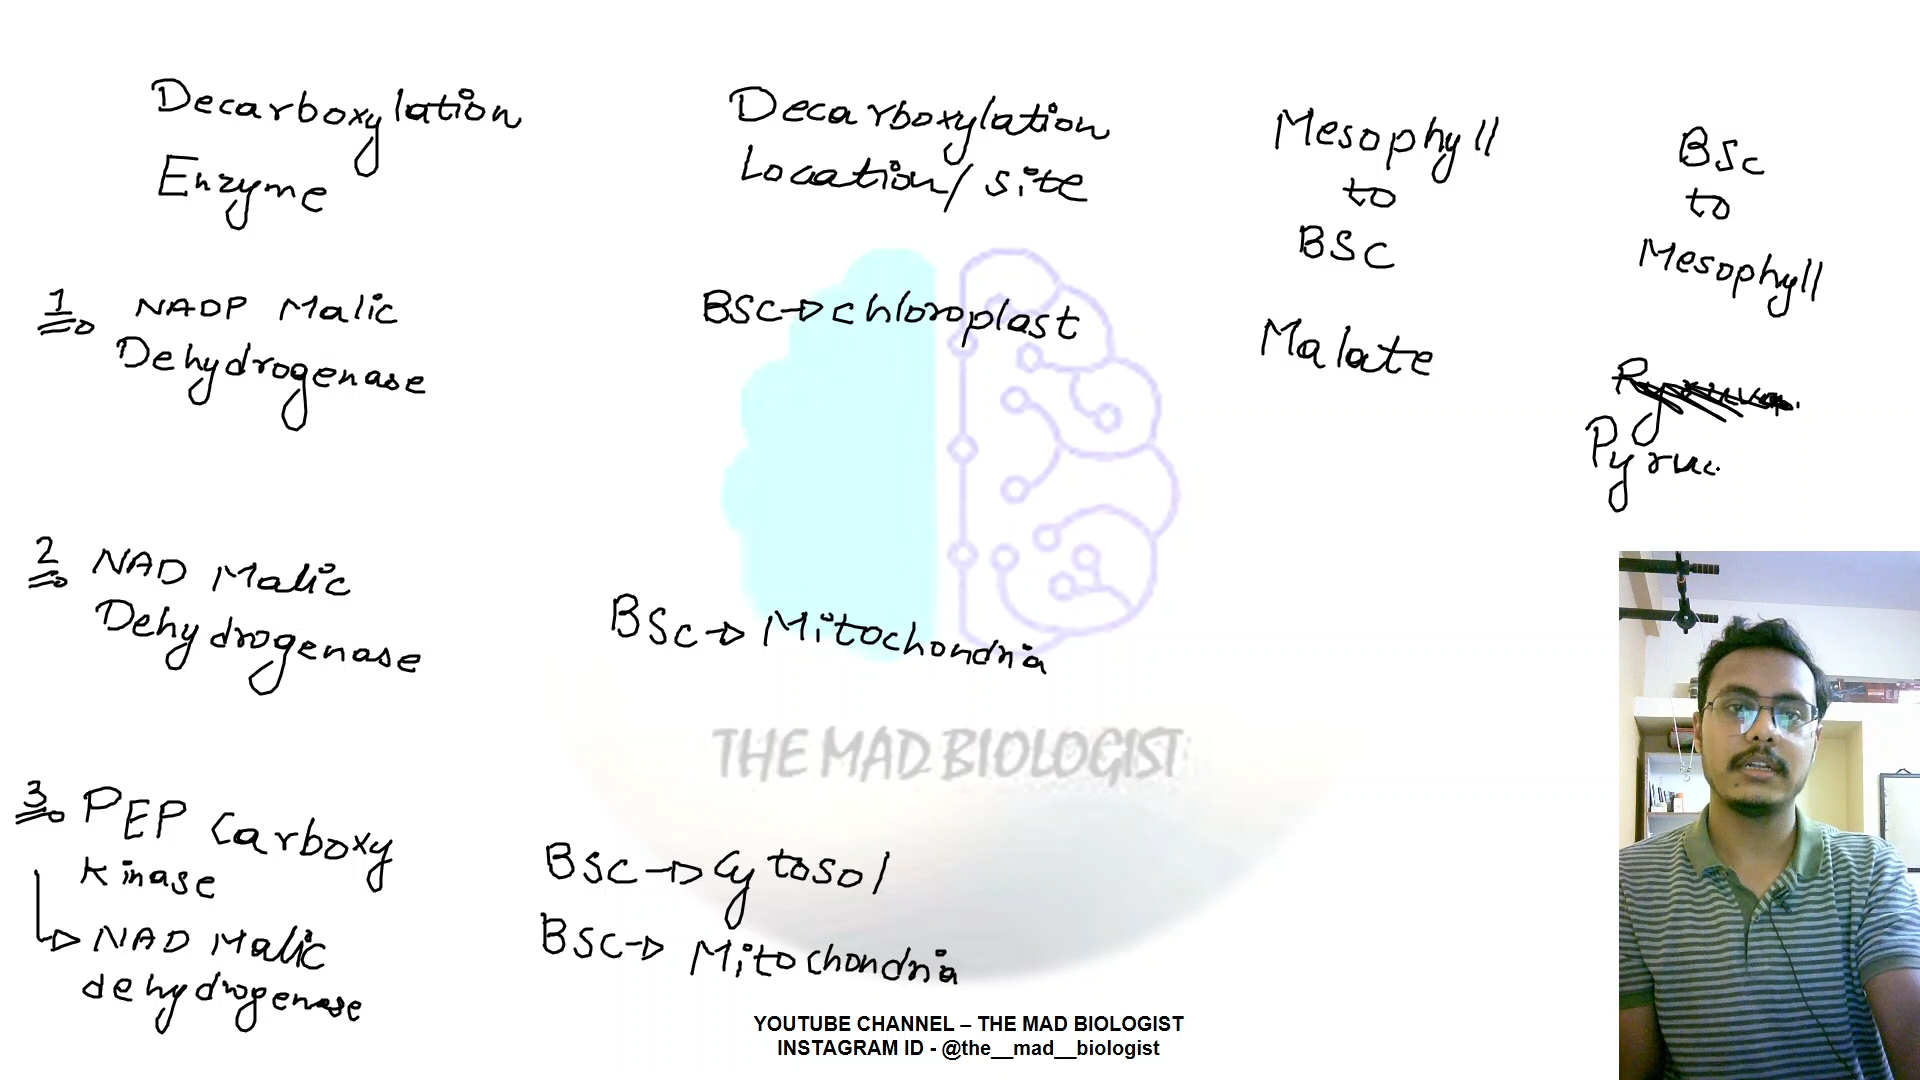 Decarboxylation
Enzyme
Decarboxylation
Location/site
Mesophyll
to
BSC
BSC
to
Mesophyll
1. NADP Malic
Dehydrogenase
BSC → chloroplast
Malate
Pyruv
2. NAD Malic
Dehydrogenase
BSC → Mitochondria
3. PEP Carboxy
Kinase
→ NAD Malic
dehydrogenase
BSC → Cytosol
BSC → Mitochondria
THE MAD BIOLOGIST
YOUTUBE CHANNEL – THE MAD BIOLOGIST
INSTAGRAM ID - @the__mad__biologist